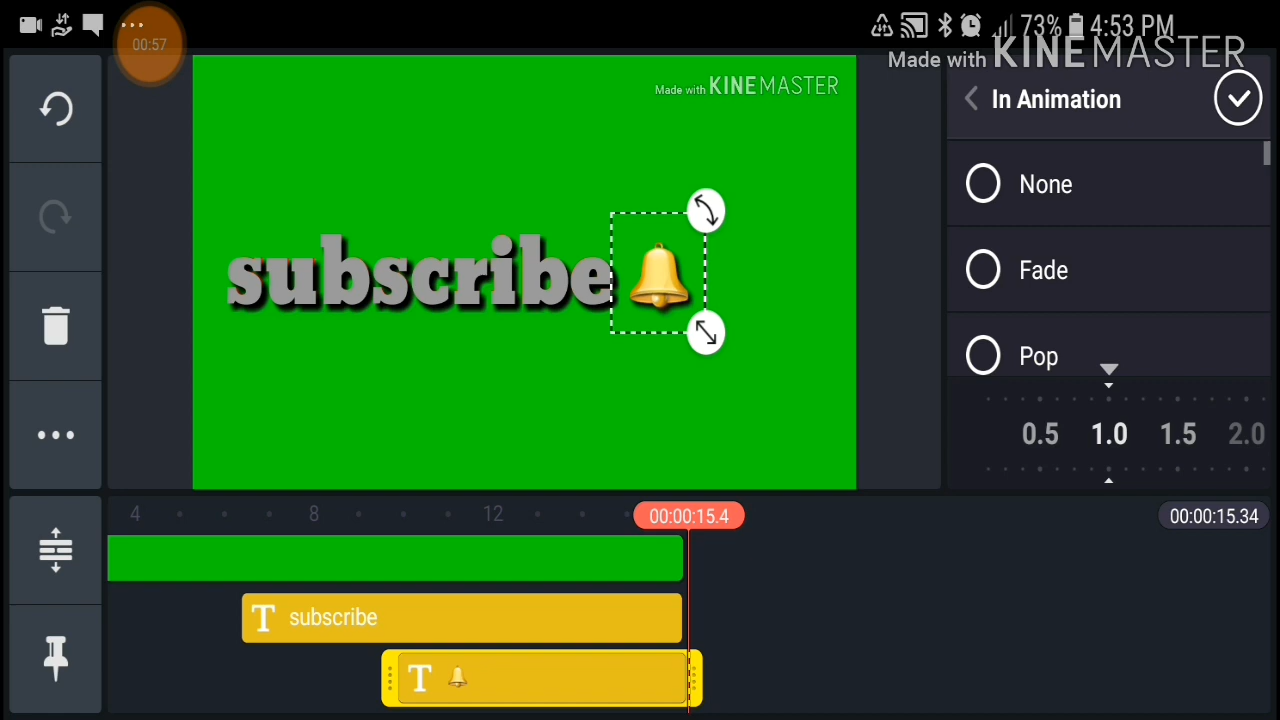 73% 4:53 PM
00:57
Made with KINEMASTER
Made with KINEMASTER
In Animation
None
Fade
Pop
subscribe
0.5 1.0 1.5 2.0
4 8 12 00:00:15.4 00:00:15.34
T subscribe
T